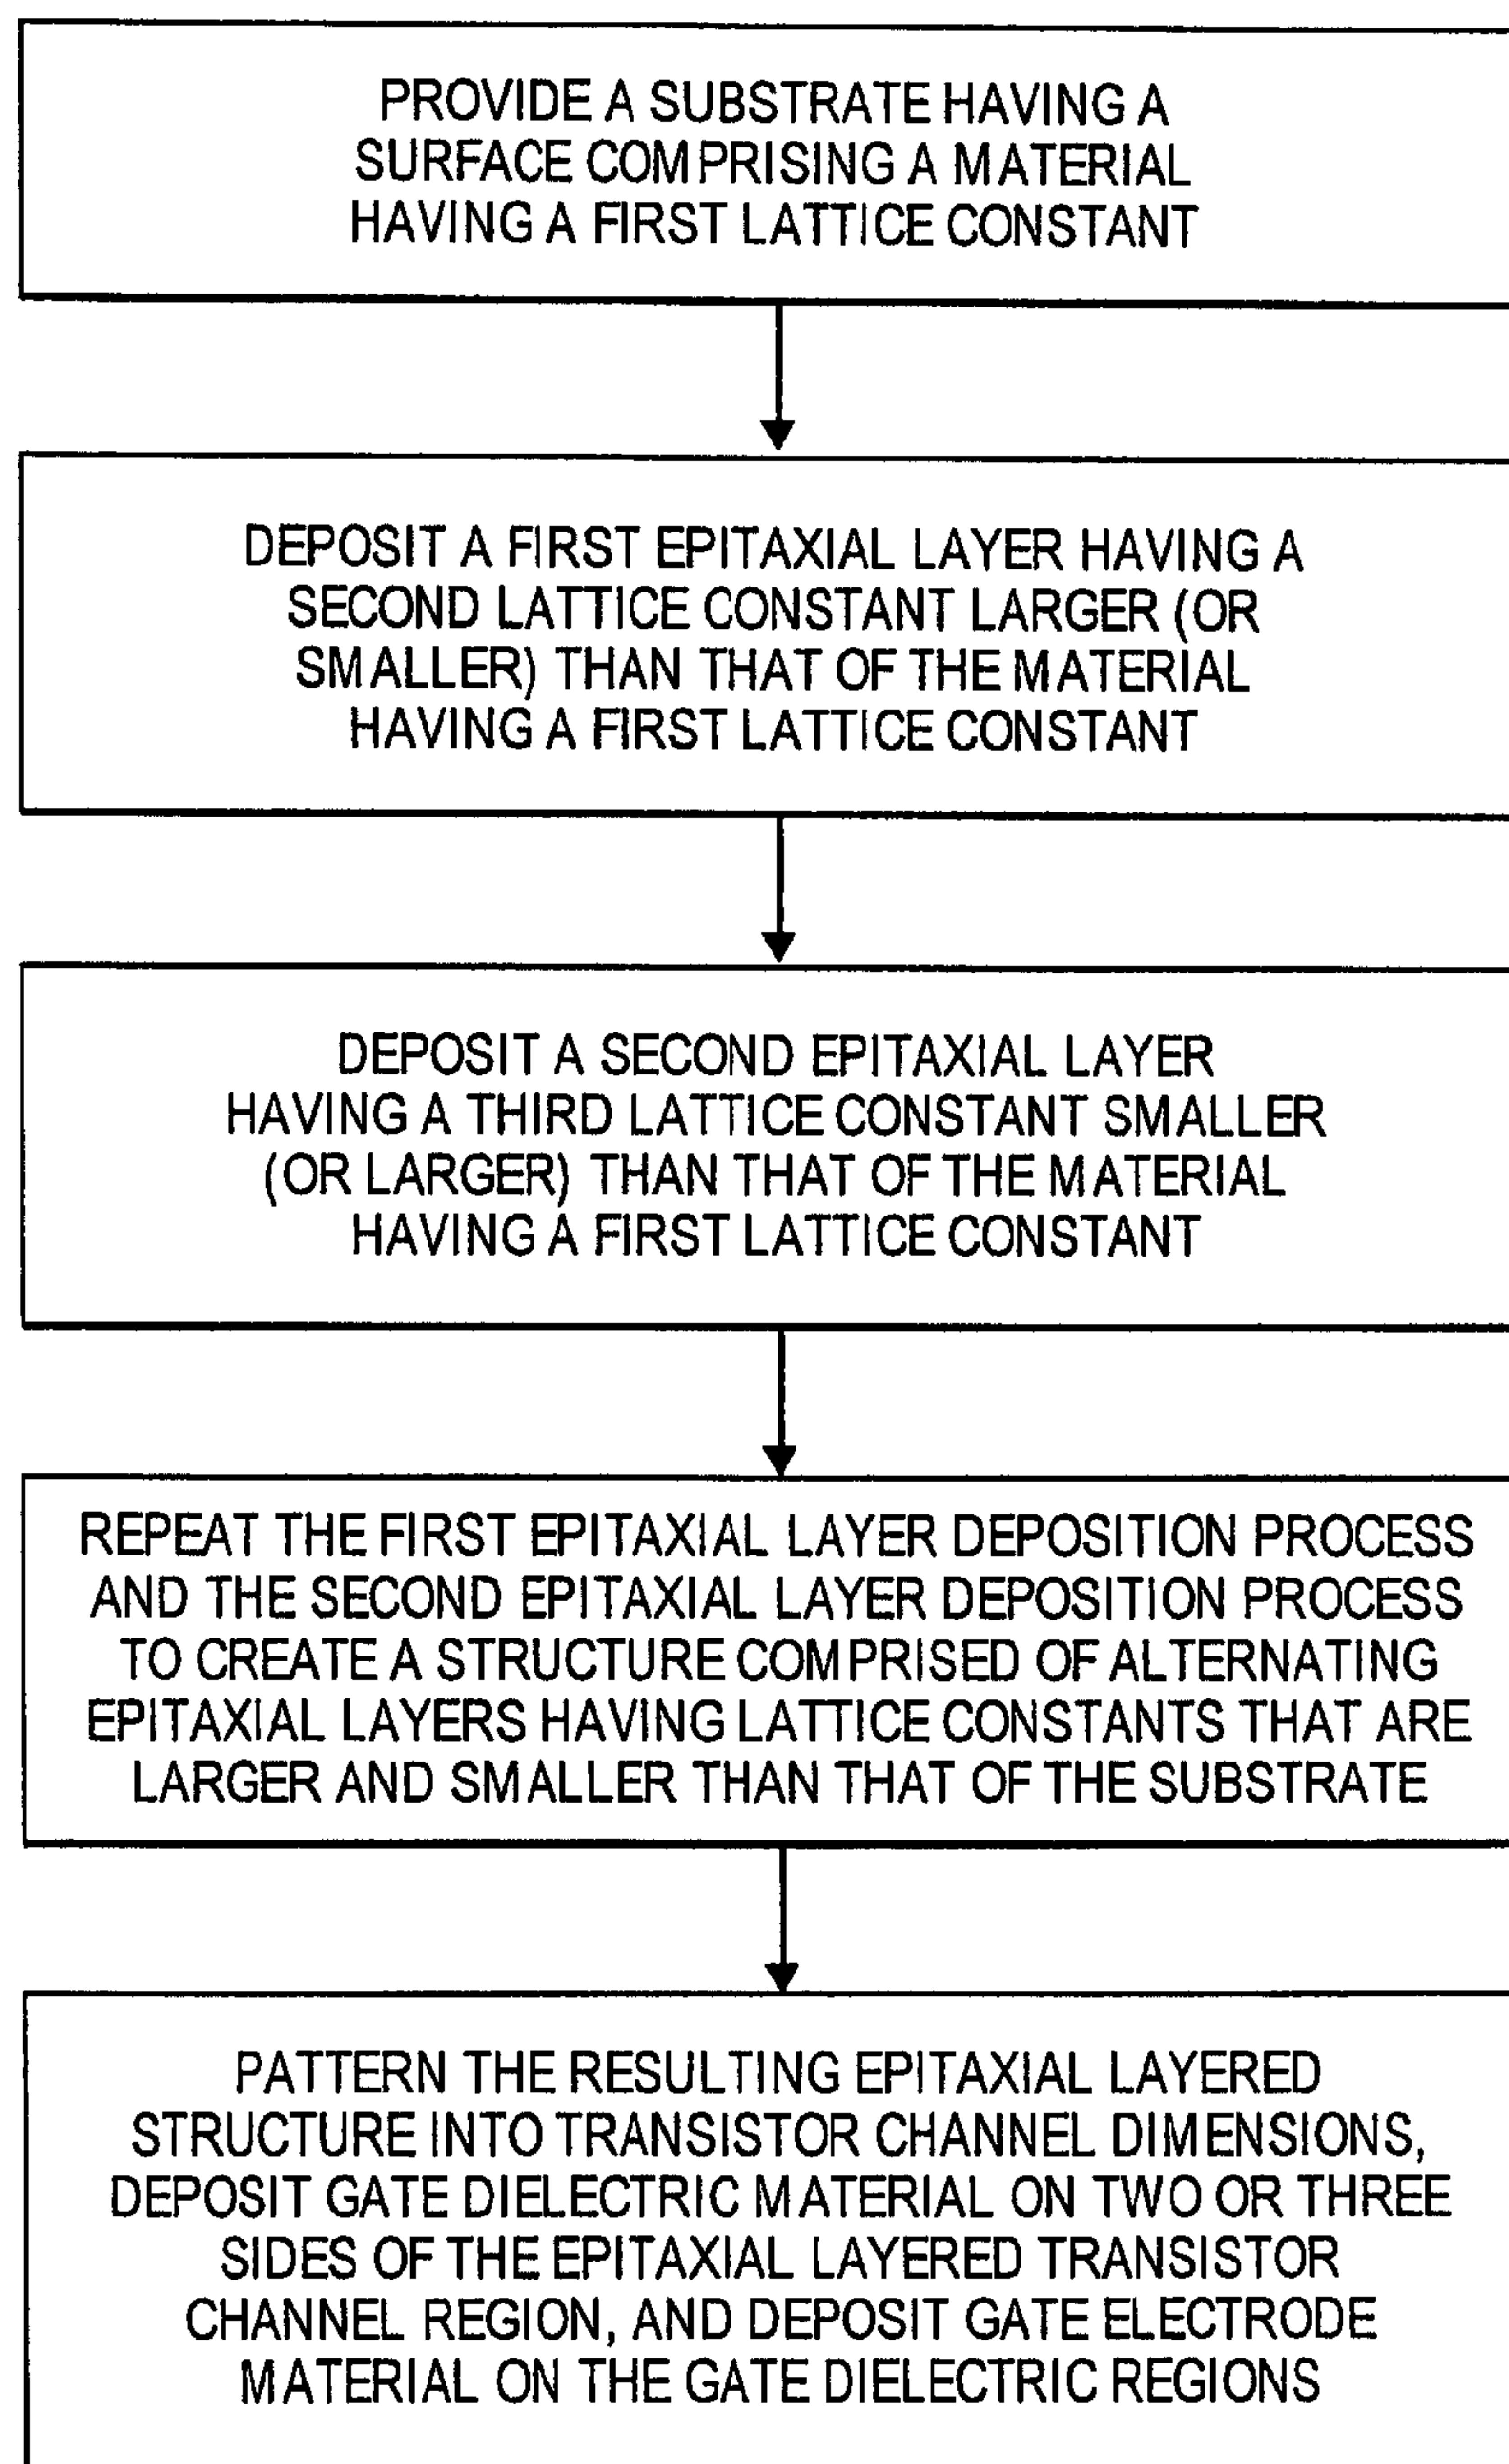 PROVIDE A SUBSTRATE HAVING A
SURFACE COMPRISING A MATERIAL
HAVING A FIRST LATTICE CONSTANT
DEPOSIT A FIRST EPITAXIAL LAYER HAVING A
SECOND LATTICE CONSTANT LARGER (OR
SMALLER) THAN THAT OF THE MATERIAL
HAVING A FIRST LATTICE CONSTANT
DEPOSIT A SECOND EPITAXIAL LAYER
HAVING A THIRD LATTICE CONSTANT SMALLER
(OR LARGER) THAN THAT OF THE MATERIAL
HAVING A FIRST LATTICE CONSTANT
REPEAT THE FIRST EPITAXIAL LAYER DEPOSITION PROCESS
AND THE SECOND EPITAXIAL LAYER DEPOSITION PROCESS
TO CREATE A STRUCTURE COMPRISED OF ALTERNATING
EPITAXIAL LAYERS HAVING LATTICE CONSTANTS THAT ARE
LARGER AND SMALLER THAN THAT OF THE SUBSTRATE
PATTERN THE RESULTING EPITAXIAL LAYERED
STRUCTURE INTO TRANSISTOR CHANNEL DIMENSIONS,
DEPOSIT GATE DIELECTRIC MATERIAL ON TWO OR THREE
SIDES OF THE EPITAXIAL LAYERED TRANSISTOR
CHANNEL REGION, AND DEPOSIT GATE ELECTRODE
MATERIAL ON THE GATE DIELECTRIC REGIONS